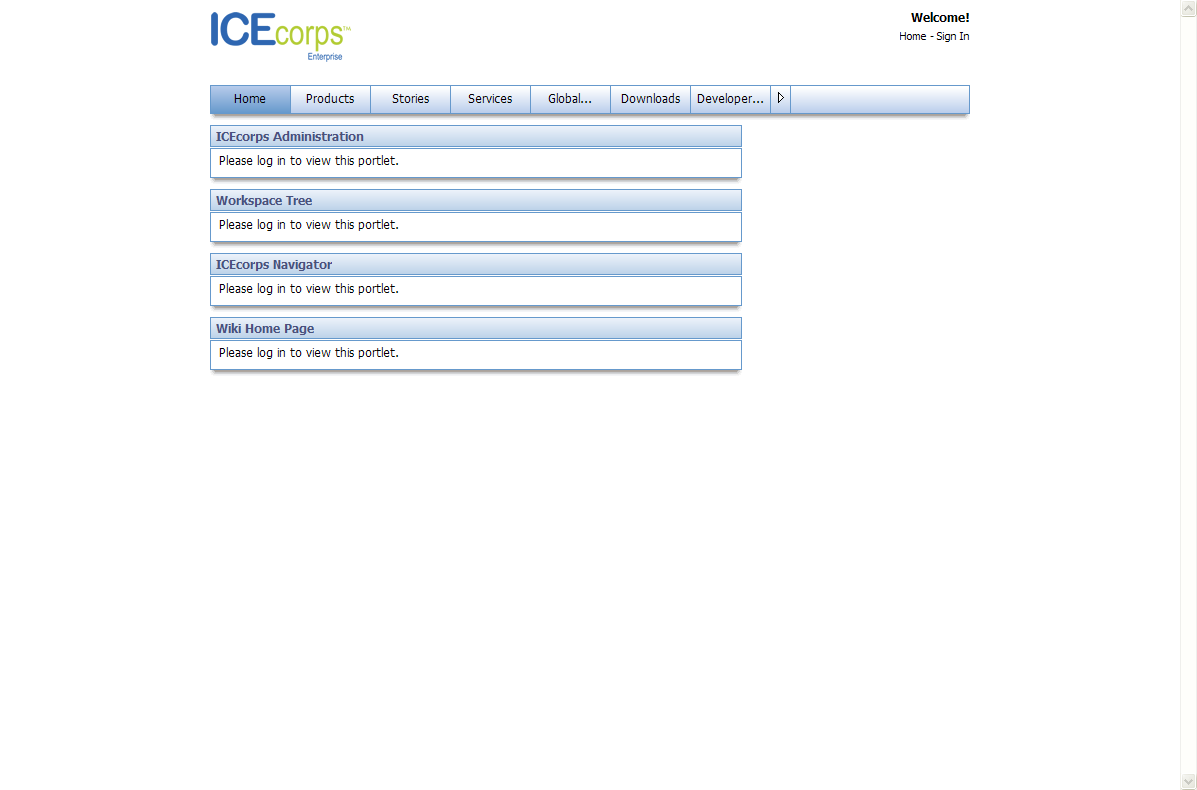 ICEcorps™
Enterprise
Welcome!
Home - Sign In
Home Products Stories Services Global... Downloads Developer...
ICEcorps Administration
Please log in to view this portlet.
Workspace Tree
Please log in to view this portlet.
ICEcorps Navigator
Please log in to view this portlet.
Wiki Home Page
Please log in to view this portlet.